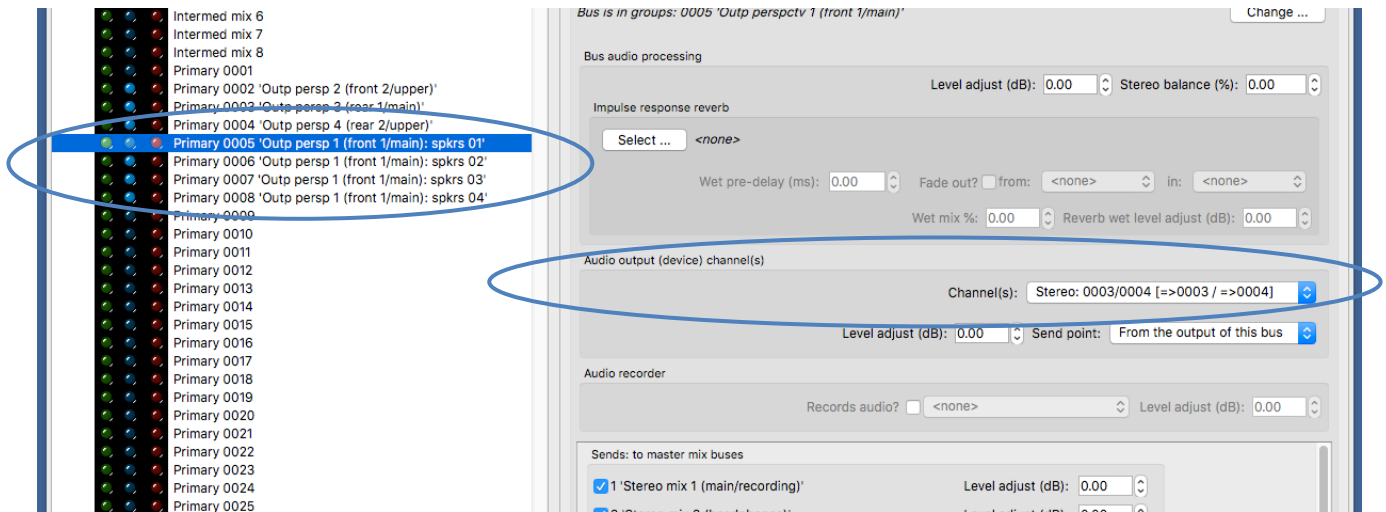 Intermed mix 6
Intermed mix 7
Intermed mix 8
Primary 0001
Primary 0002 'Outp persp 2 (front 2/upper)'
Primary 0003 'Outp persp 3 (rear 1/main)'
Primary 0004 'Outp persp 4 (rear 2/upper)'
Primary 0005 'Outp persp 1 (front 1/main): spkrs 01'
Primary 0006 'Outp persp 1 (front 1/main): spkrs 02'
Primary 0007 'Outp persp 1 (front 1/main): spkrs 03'
Primary 0008 'Outp persp 1 (front 1/main): spkrs 04'
Primary 0009
Primary 0010
Primary 0011
Primary 0012
Primary 0013
Primary 0014
Primary 0015
Primary 0016
Primary 0017
Primary 0018
Primary 0019
Primary 0020
Primary 0021
Primary 0022
Primary 0023
Primary 0024
Primary 0025
Bus is in groups: 0005 'Outp perspctv 1 (front 1/main)' Change ...
Bus audio processing
Level adjust (dB): 0.00 Stereo balance (%): 0.00
Impulse response reverb
Select ... <none>
Wet pre-delay (ms): 0.00 Fade out? from: <none> in: <none>
Wet mix %: 0.00 Reverb wet level adjust (dB): 0.00
Audio output (device) channel(s)
Channel(s): Stereo: 0003/0004 [=>0003 / =>0004]
Level adjust (dB): 0.00 Send point: From the output of this bus
Audio recorder
Records audio? <none> Level adjust (dB): 0.00
Sends: to master mix buses
1 'Stereo mix 1 (main/recording)' Level adjust (dB): 0.00